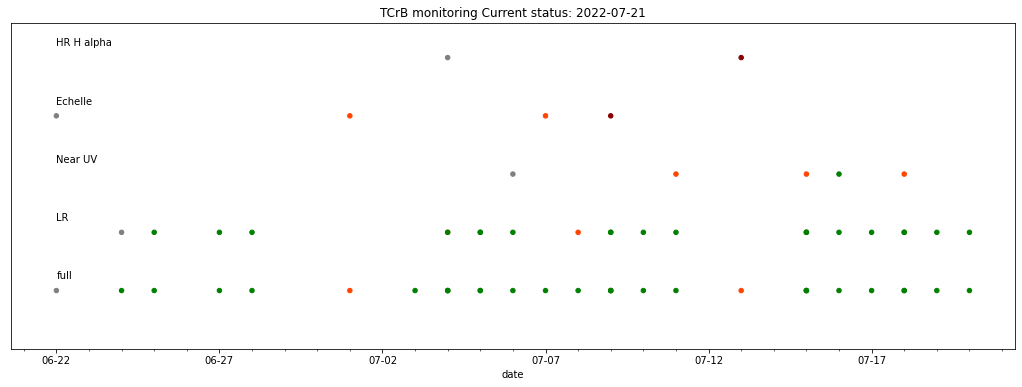 TCrB monitoring Current status: 2022-07-21
HR H alpha
Echelle
Near UV
LR
full
06-22 06-27 07-02 07-07 07-12 07-17
date